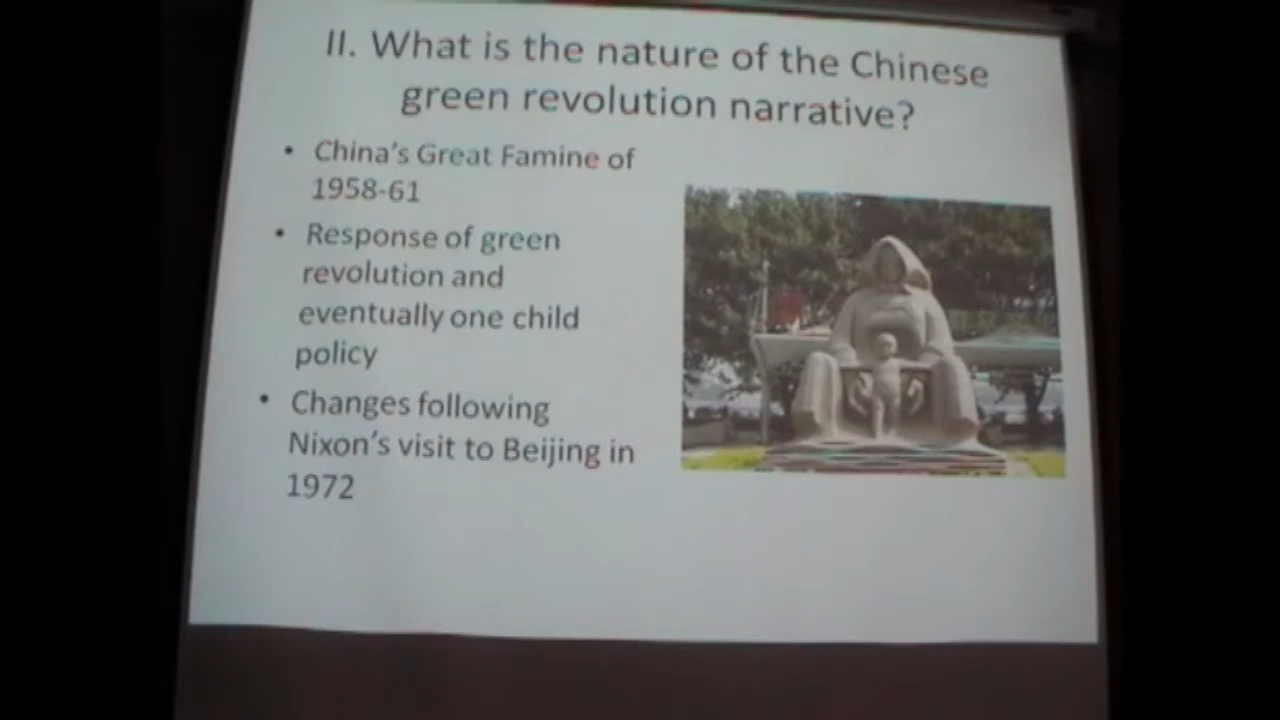 II. What is the nature of the Chinese
green revolution narrative?
• China's Great Famine of
1958-61
• Response of green
revolution and
eventually one child
policy
• Changes following
Nixon's visit to Beijing in
1972